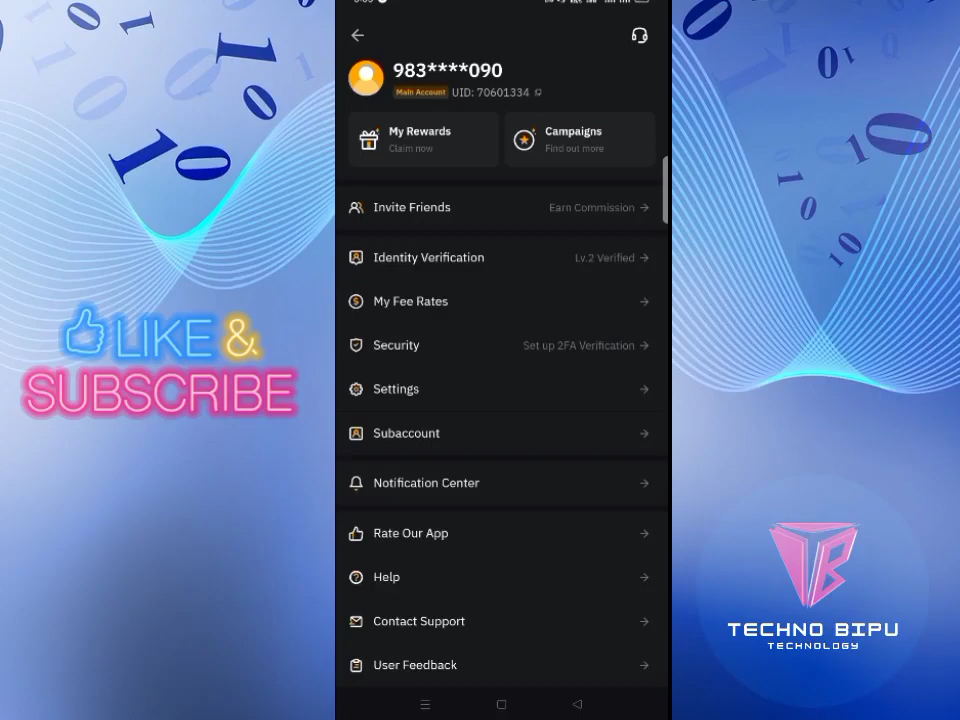 983****090
Main Account UID: 70601334
My Rewards
Claim now
Campaigns
Find out more
Invite Friends Earn Commission
Identity Verification Lv.2 Verified
My Fee Rates
Security Set up 2FA Verification
Settings
Subaccount
Notification Center
Rate Our App
Help
Contact Support
User Feedback
LIKE &
SUBSCRIBE
TECHNO BIPU
TECHNOLOGY